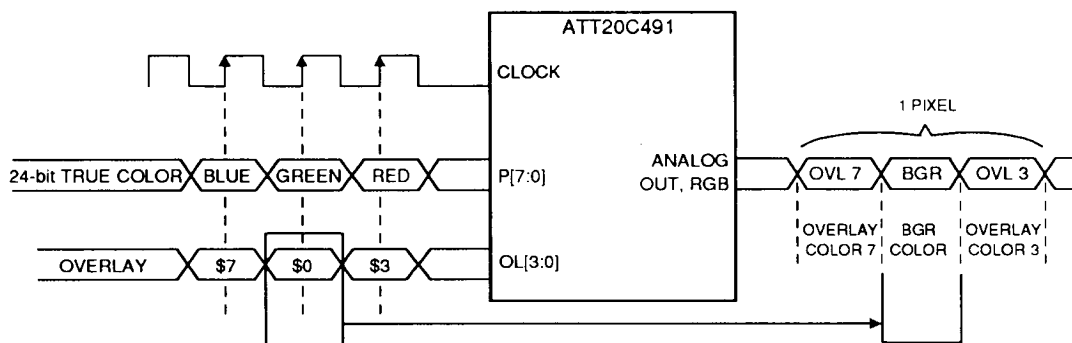 ATT20C491
CLOCK
1 PIXEL
24-bit TRUE COLOR BLUE GREEN RED P[7:0]
ANALOG
OUT, RGB
OVL 7 BGR OVL 3
OVERLAY $7 $0 $3 OL[3:0]
OVERLAY
COLOR 7
BGR
COLOR
OVERLAY
COLOR 3